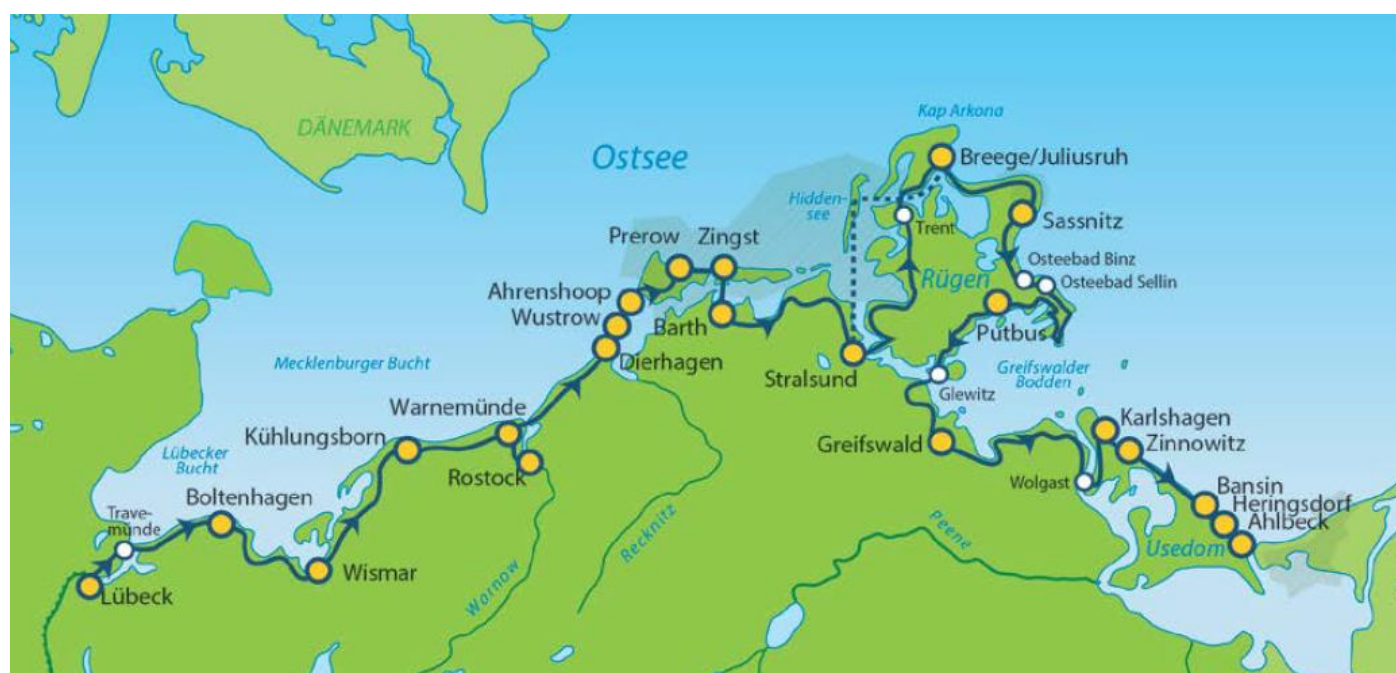 DÄNEMARK
Ostsee
Kap Arkona
Breege/Juliusruh
Hidden-
see
Trent
Sassnitz
Prerow
Zingst
Osteebad Binz
Osteebad Sellin
Rügen
Ahrenshoop
Wustrow
Barth
Putbus
Dierhagen
Mecklenburger Bucht
Stralsund
Glewitz
Greifswalder
Bodden
Warnemünde
Kühlungsborn
Karlshagen
Greifswald
Zinnowitz
Lübecker
Bucht
Rostock
Wolgast
Boltenhagen
Bansin
Heringsdorf
Ahlbeck
Trave-
münde
Recknitz
Peene
Usedom
Wismar
Warnow
Lübeck